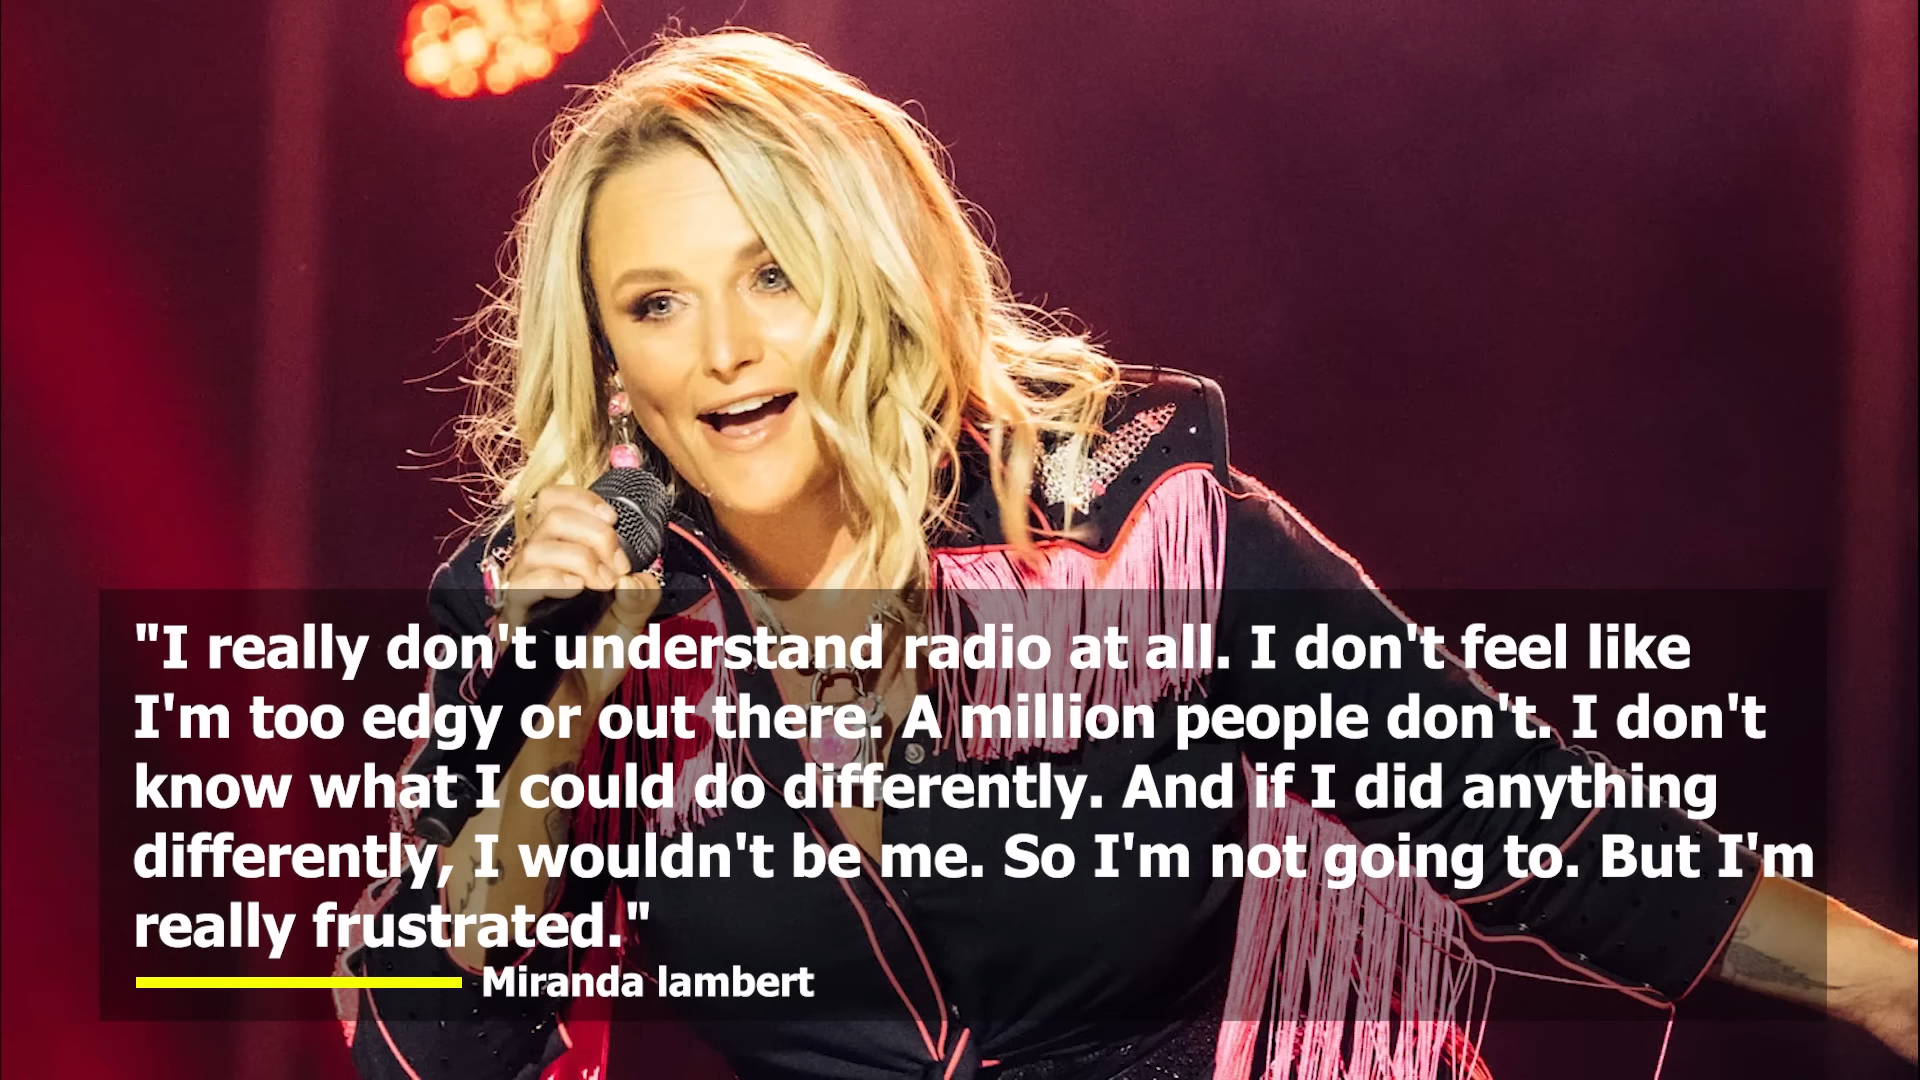 "I really don't understand radio at all. I don't feel like
I'm too edgy or out there. A million people don't. I don't
know what I could do differently. And if I did anything
differently, I wouldn't be me. So I'm not going to. But I'm
really frustrated."
Miranda lambert